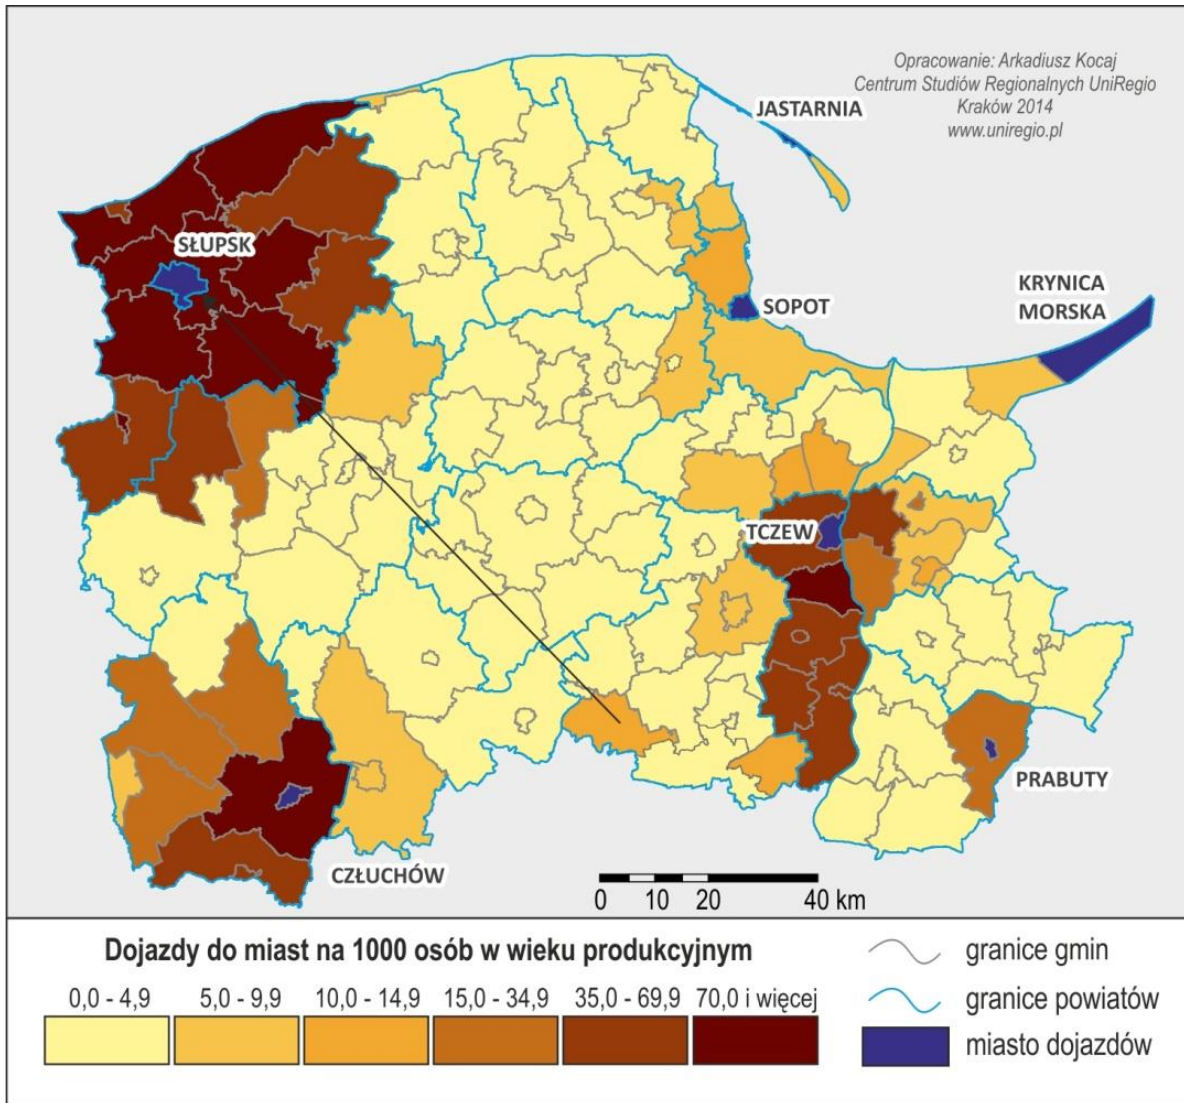 Opracowanie: Arkadiusz Kocaj
Centrum Studiów Regionalnych UniRegio
Kraków 2014
www.uniregio.pl
JASTARNIA
SŁUPSK
KRYNICA
MORSKA
SOPOT
TCZEW
PRABUTY
CZŁUCHÓW
0 10 20 40 km
Dojazdy do miast na 1000 osób w wieku produkcyjnym
0,0 - 4,9 5,0 - 9,9 10,0 - 14,9 15,0 - 34,9 35,0 - 69,9 70,0 i więcej
granice gmin
granice powiatów
miasto dojazdów